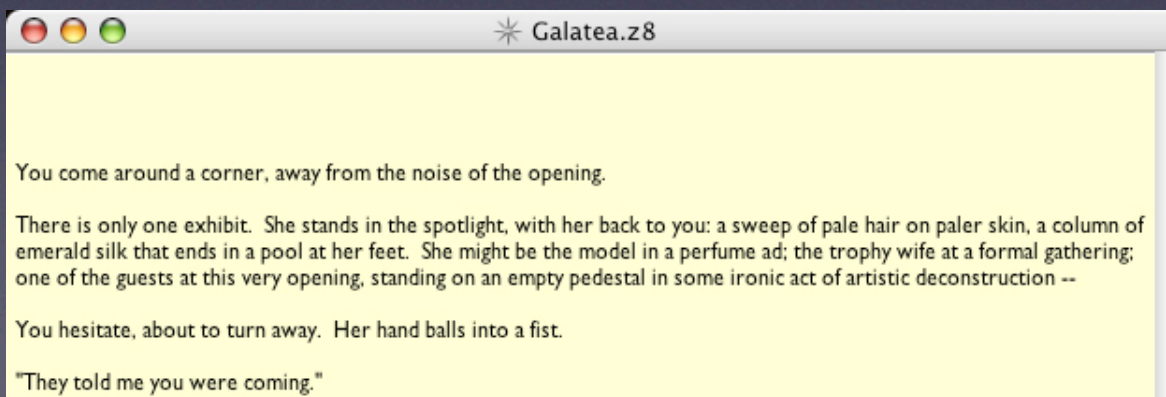 Galatea.z8
You come around a corner, away from the noise of the opening.
There is only one exhibit.  She stands in the spotlight, with her back to you: a sweep of pale hair on paler skin, a column of
emerald silk that ends in a pool at her feet.  She might be the model in a perfume ad; the trophy wife at a formal gathering;
one of the guests at this very opening, standing on an empty pedestal in some ironic act of artistic deconstruction --
You hesitate, about to turn away.  Her hand balls into a fist.
"They told me you were coming."